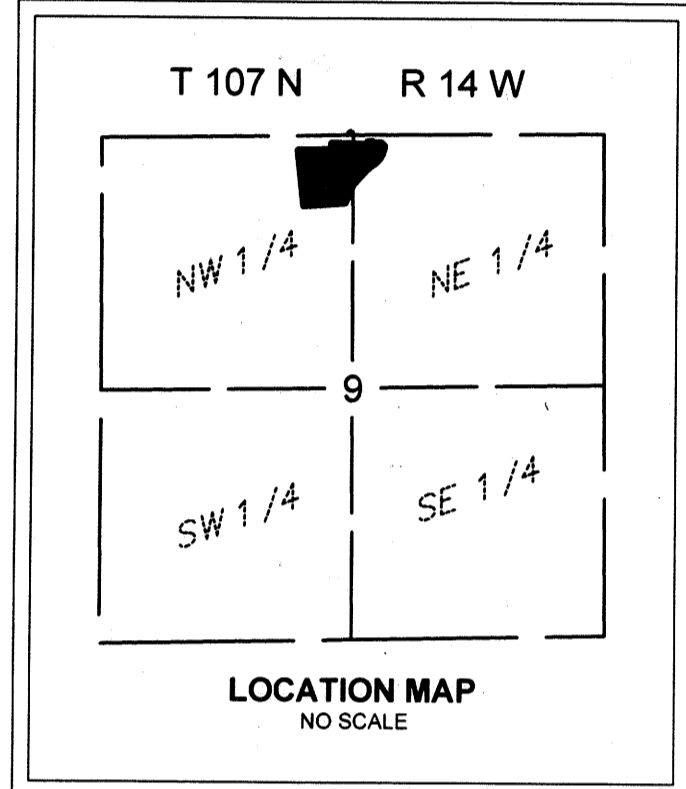 T 107 N R 14 W
NW 1/4 NE 1/4
9
SW 1/4 SE 1/4
LOCATION MAP
NO SCALE